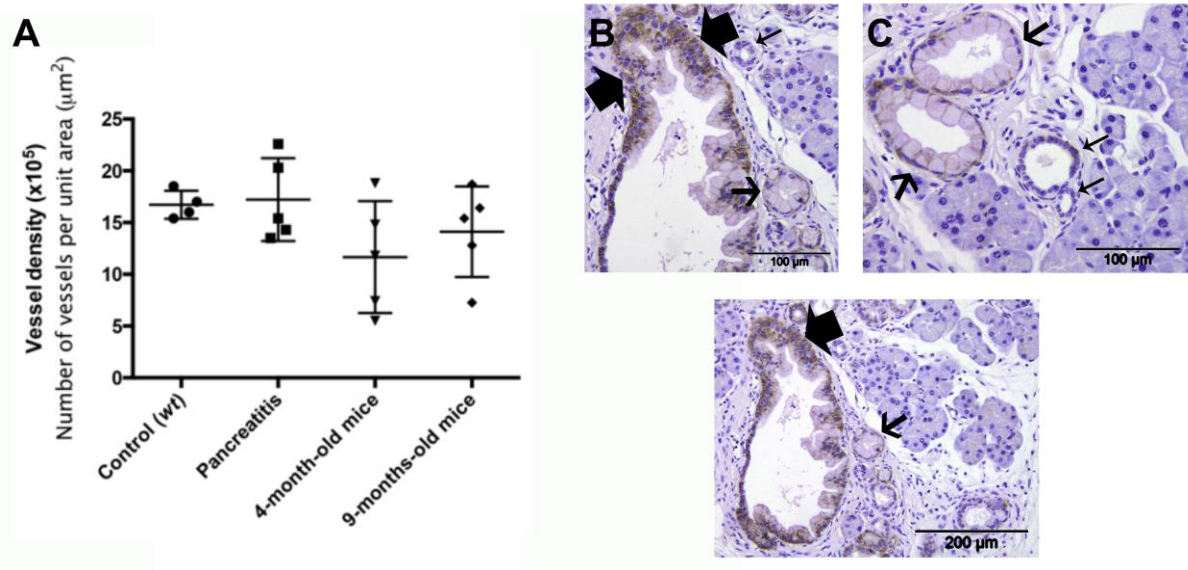 A
Vessel density (x10⁵)
Number of vessels per unit area (μm²)
25
20
15
10
5
0
Control (wt)
Pancreatitis
4-month-old mice
9-months-old mice
B
100 μm
C
100 μm
200 μm